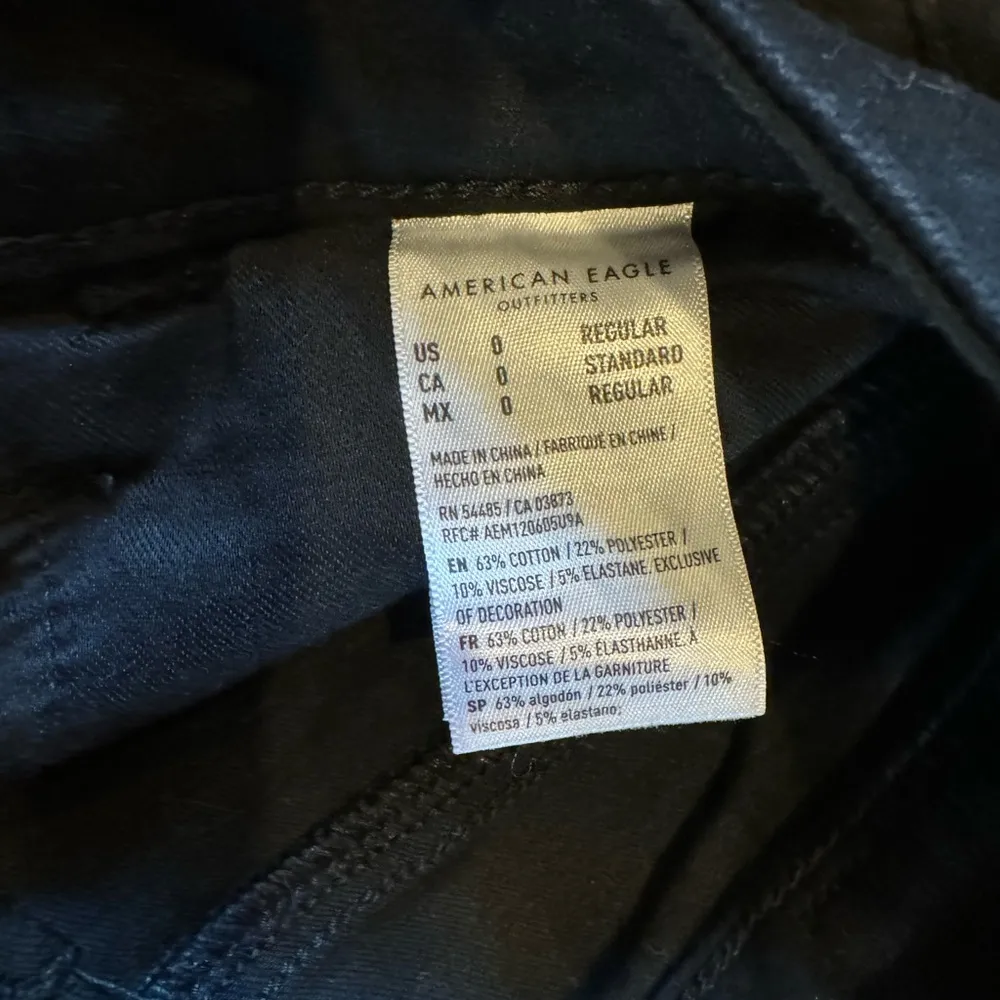 AMERICAN EAGLE
OUTFITTERS
US 0 REGULAR
CA 0 STANDARD
MX 0 REGULAR
MADE IN CHINA / FABRIQUÉ EN CHINE /
HECHO EN CHINA
RN 54485 / CA 03873
RFC# AEM120605U9A
EN 63% COTTON / 22% POLYESTER /
10% VISCOSE / 5% ELASTANE, EXCLUSIVE
OF DECORATION
FR 63% COTON / 22% POLYESTER /
10% VISCOSE / 5% ÉLASTHANNE, À
L'EXCEPTION DE LA GARNITURE
SP 63% algodón / 22% poliéster / 10%
viscosa / 5% elastano;